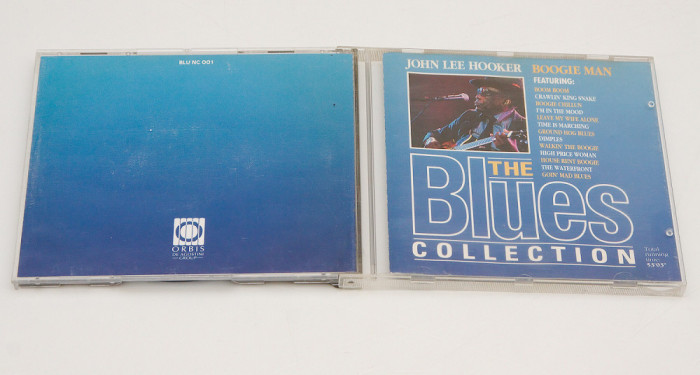 BLU NC 001
ORBIS
DE AGOSTINI
GROUP
JOHN LEE HOOKER BOOGIE MAN
FEATURING:
BOOM BOOM
CRAWLIN' KING SNAKE
BOOGIE CHILLUN
I'M IN THE MOOD
LEAVE MY WIFE ALONE
TIME IS MARCHING
GROUND HOG BLUES
DIMPLES
WALKIN' THE BOOGIE
HIGH PRICE WOMAN
HOUSE RENT BOOGIE
THE WATERFRONT
GOIN' MAD BLUES
THE
Blues
COLLECTION
Total
running
time:
53'03"